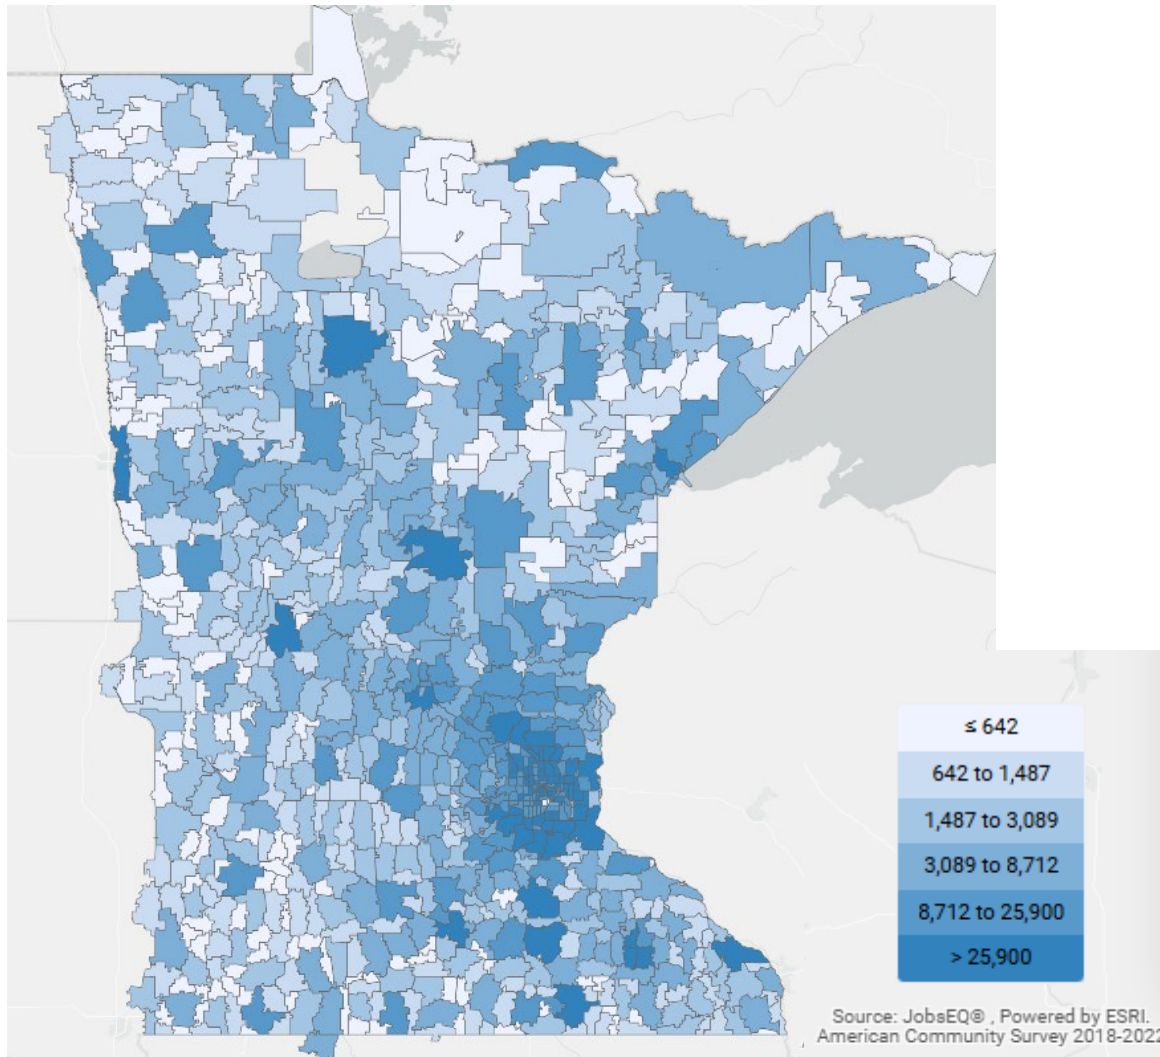 ≤ 642
642 to 1,487
1,487 to 3,089
3,089 to 8,712
8,712 to 25,900
> 25,900
Source: JobsEQ® , Powered by ESRI.
American Community Survey 2018-2022